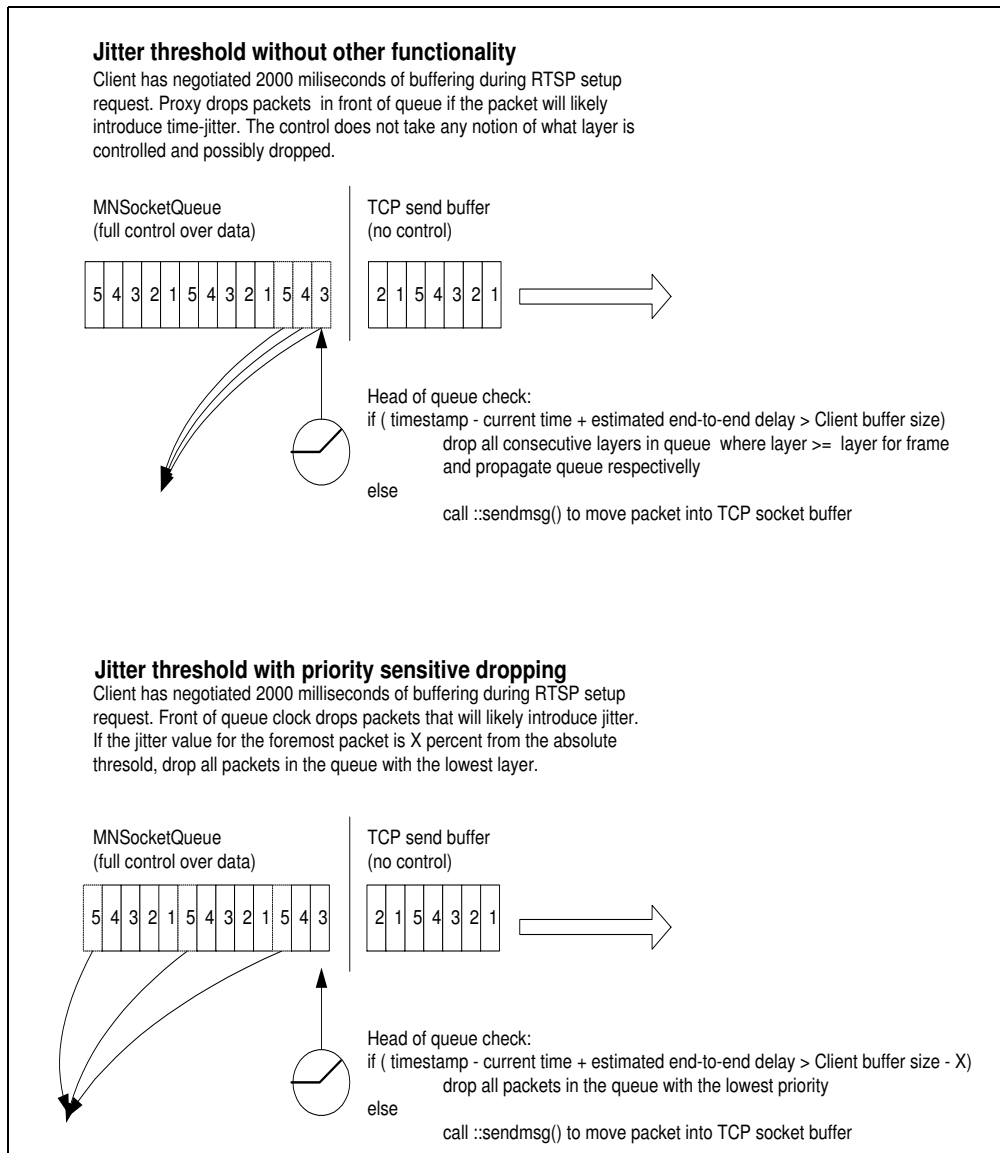 Jitter threshold without other functionality
Client has negotiated 2000 miliseconds of buffering during RTSP setup
request. Proxy drops packets in front of queue if the packet will likely
introduce time-jitter. The control does not take any notion of what layer is
controlled and possibly dropped.
MNSocketQueue
(full control over data)
TCP send buffer
(no control)
5 4 3 2 1 5 4 3 2 1 5 4 3
2 1 5 4 3 2 1
Head of queue check:
if ( timestamp - current time + estimated end-to-end delay > Client buffer size)
drop all consecutive layers in queue where layer >= layer for frame
and propagate queue respectivelly
else
call ::sendmsg() to move packet into TCP socket buffer
Jitter threshold with priority sensitive dropping
Client has negotiated 2000 milliseconds of buffering during RTSP setup
request. Front of queue clock drops packets that will likely introduce jitter.
If the jitter value for the foremost packet is X percent from the absolute
thresold, drop all packets in the queue with the lowest layer.
MNSocketQueue
(full control over data)
TCP send buffer
(no control)
5 4 3 2 1 5 4 3 2 1 5 4 3
2 1 5 4 3 2 1
Head of queue check:
if ( timestamp - current time + estimated end-to-end delay > Client buffer size - X)
drop all packets in the queue with the lowest priority
else
call ::sendmsg() to move packet into TCP socket buffer